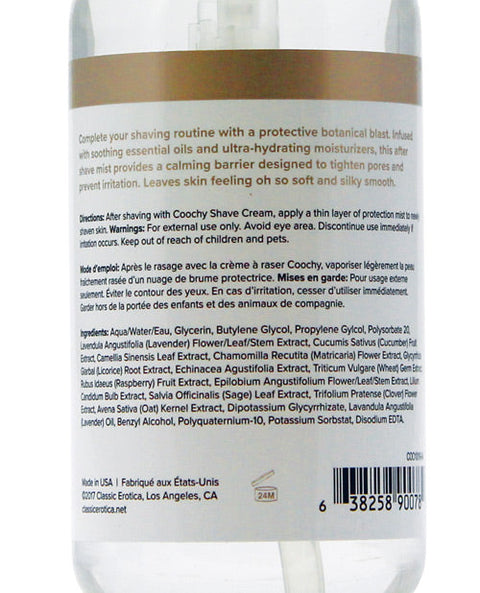 Complete your shaving routine with a protective botanical blast. Infused
with soothing essential oils and ultra-hydrating moisturizers, this after
shave mist provides a calming barrier designed to tighten pores and
prevent irritation. Leaves skin feeling oh so soft and silky smooth.
Directions: After shaving with Coochy Shave Cream, apply a thin layer of protection mist to newly
shaven skin. Warnings: For external use only. Avoid eye area. Discontinue use immediately if
irritation occurs. Keep out of reach of children and pets.
Mode d'emploi: Après le rasage avec la crème à raser Coochy, vaporiser légèrement la peau
fraîchement rasée d'un nuage de brume protectrice. Mises en garde: Pour usage externe
seulement. Éviter le contour des yeux. En cas d'irritation, cesser d'utiliser immédiatement.
Garder hors de la portée des enfants et des animaux de compagnie.
Ingredients: Aqua/Water/Eau, Glycerin, Butylene Glycol, Propylene Gylcol, Polysorbate 20,
Lavendula Angustifolia (Lavender) Flower/Leaf/Stem Extract, Cucumis Sativus (Cucumber) Fruit
Extract, Camellia Sinensis Leaf Extract, Chamomilla Recutita (Matricaria) Flower Extract, Glycyrrhiza
Glarbal (Licorice) Root Extract, Echinacea Agustifolia Extract, Triticum Vulgare (Wheat) Germ Extract,
Rubus Idaeus (Raspberry) Fruit Extract, Epilobium Angustifolium Flower/Leaf/Stem Extract, Lilium
Candidum Bulb Extract, Salvia Officinalis (Sage) Leaf Extract, Trifolium Pratense (Clover) Flower
Extract, Avena Sativa (Oat) Kernel Extract, Dipotassium Glycyrrhizate, Lavandula Angustifolia
(Lavender) Oil, Benzyl Alcohol, Polyquaternium-10, Potassium Sorbstat, Disodium EDTA.
Made in USA | Fabriqué aux États-Unis
©2017 Classic Erotica, Los Angeles, CA
classicerotica.net
24M
6 38258 90078